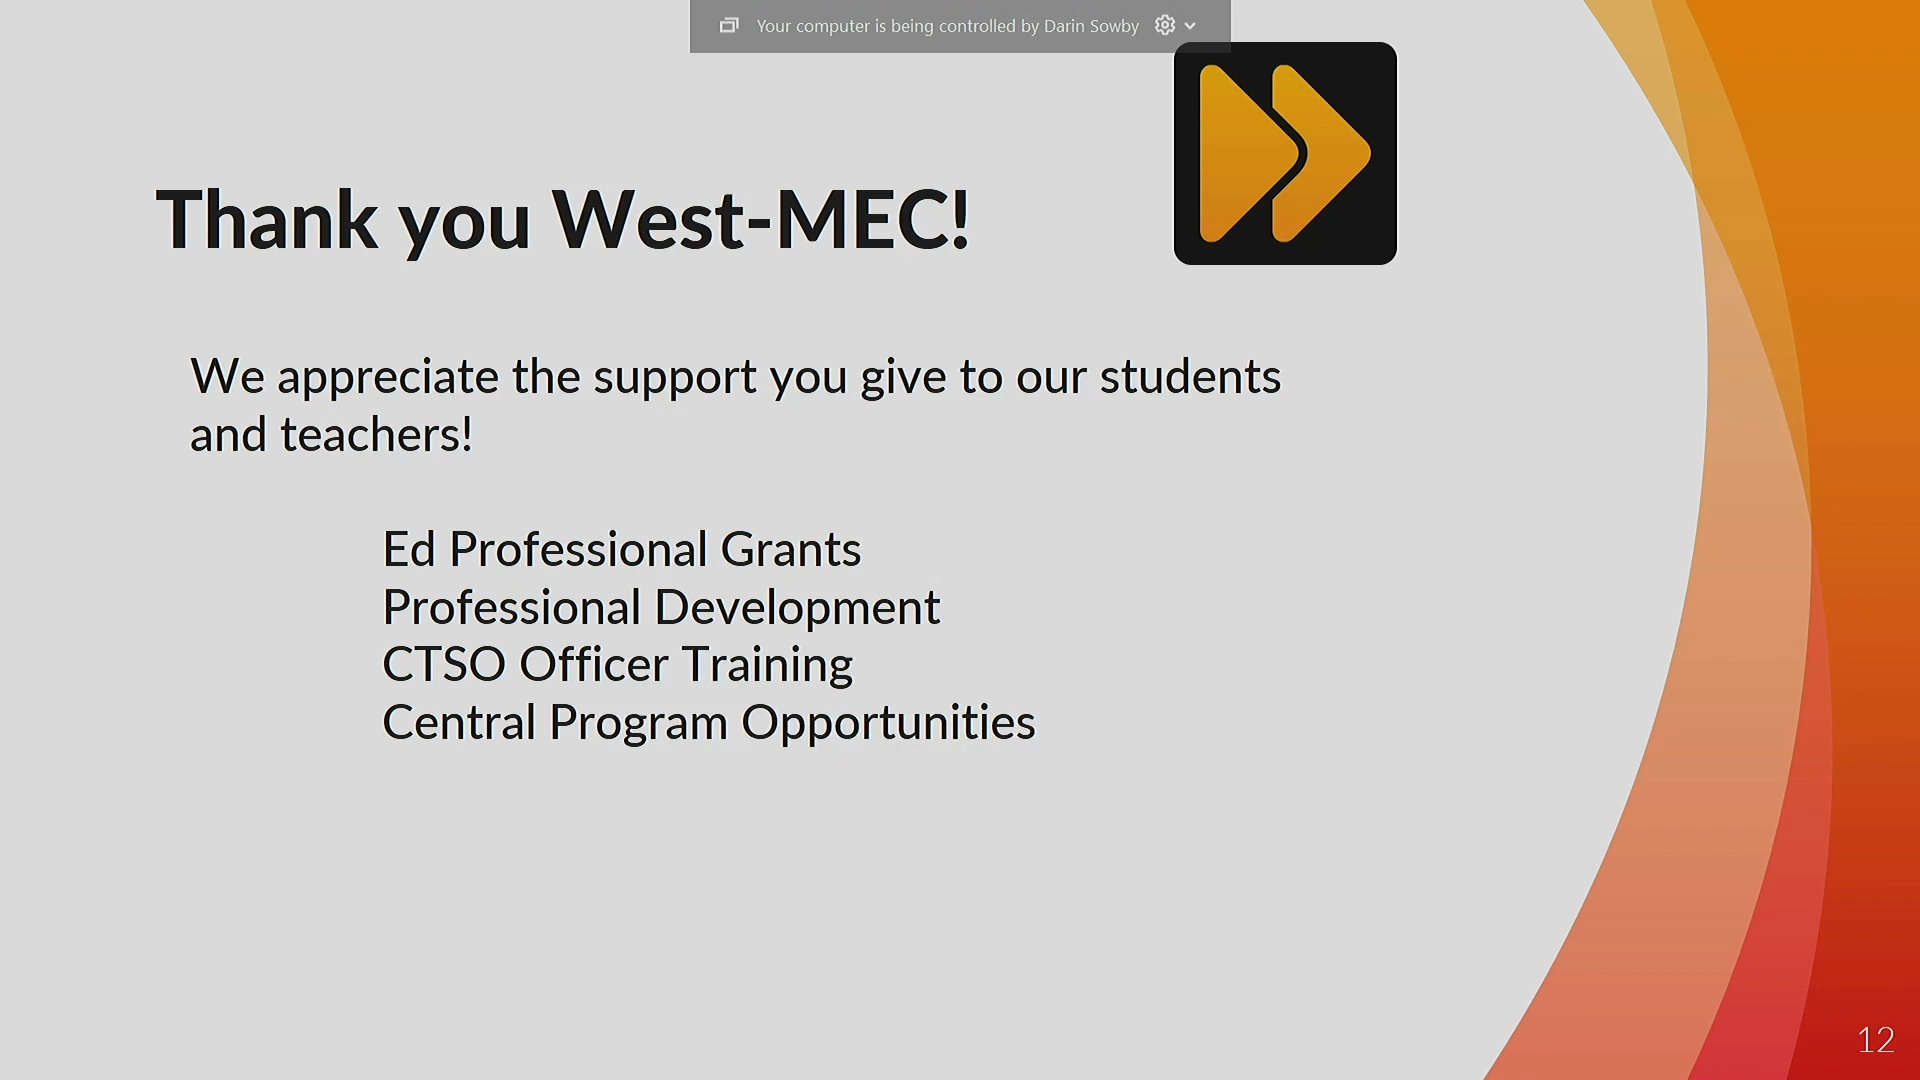 Your computer is being controlled by Darin Sowby
Thank you West-MEC!
We appreciate the support you give to our students
and teachers!
Ed Professional Grants
Professional Development
CTSO Officer Training
Central Program Opportunities
12